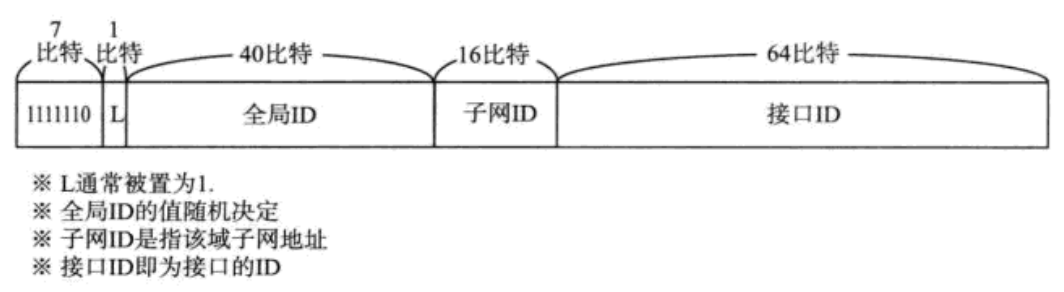 7 1
比特 比特 40比特 16比特 64比特
1111110 L 全局ID 子网ID 接口ID
※ L通常被置为1.
※ 全局ID的值随机决定
※ 子网ID是指该域子网地址
※ 接口ID即为接口的ID